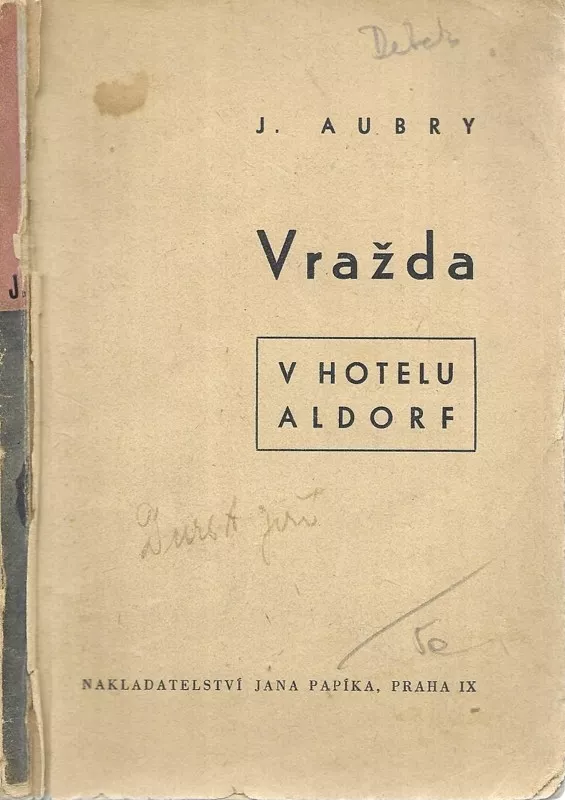 J. AUBRY
Vražda
V HOTELU
ALDORF
NAKLADATELSTVÍ JANA PAPÍKA, PRAHA IX